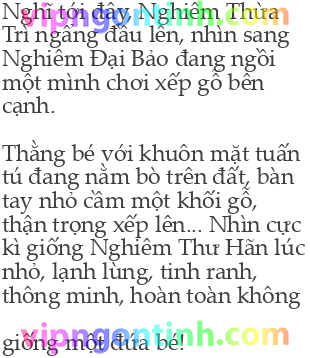 Nghĩ tới đây, Nghiêm Thừa
Trì ngẩng đầu lên, nhìn sang
Nghiêm Đại Bảo đang ngồi
một mình chơi xếp gỗ bên
cạnh.
Thằng bé với khuôn mặt tuấn
tú đang nằm bò trên đất, bàn
tay nhỏ cầm một khối gỗ,
thận trọng xếp lên... Nhìn cực
kì giống Nghiêm Thư Hãn lúc
nhỏ, lạnh lùng, tinh ranh,
thông minh, hoàn toàn không
giống một đứa bé!
vipngontinh.com
vipngontinh.com
vipngontinh.com